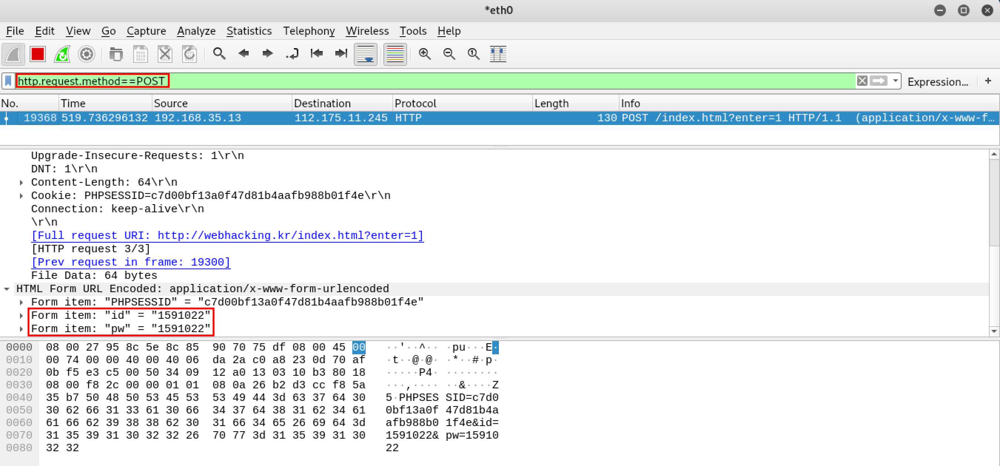 *eth0
File Edit View Go Capture Analyze Statistics Telephony Wireless Tools Help
http.request.method==POST Expression... +
No. Time Source Destination Protocol Length Info
19368 519.736296132 192.168.35.13 112.175.11.245 HTTP 130 POST /index.html?enter=1 HTTP/1.1 (application/x-www-f…
Upgrade-Insecure-Requests: 1\r\n
DNT: 1\r\n
Content-Length: 64\r\n
Cookie: PHPSESSID=c7d00bf13a0f47d81b4aafb988b01f4e\r\n
Connection: keep-alive\r\n
\r\n
[Full request URI: http://webhacking.kr/index.html?enter=1]
[HTTP request 3/3]
[Prev request in frame: 19300]
File Data: 64 bytes
HTML Form URL Encoded: application/x-www-form-urlencoded
Form item: "PHPSESSID" = "c7d00bf13a0f47d81b4aafb988b01f4e"
Form item: "id" = "1591022"
Form item: "pw" = "1591022"
0000 08 00 27 95 8c 5e 8c 85 90 70 75 df 08 00 45 00 ··'··^·· ·pu···E·
0010 00 74 00 00 40 00 40 06 da 2a c0 a8 23 0d 70 af ·t··@·@· ·*··#·p·
0020 0b f5 e3 c5 00 50 34 09 12 a0 13 03 10 b3 80 18 ·····P4· ········
0030 08 00 f8 2c 00 00 01 01 08 0a 26 b2 d3 cc f8 5a ···,···· ··&····Z
0040 35 b7 50 48 50 53 45 53 53 49 44 3d 63 37 64 30 5·PHPSES SID=c7d0
0050 30 62 66 31 33 61 30 66 34 37 64 38 31 62 34 61 0bf13a0f 47d81b4a
0060 61 66 62 39 38 38 62 30 31 66 34 65 26 69 64 3d afb988b0 1f4e&id=
0070 31 35 39 31 30 32 32 26 70 77 3d 31 35 39 31 30 1591022& pw=15910
0080 32 32 22